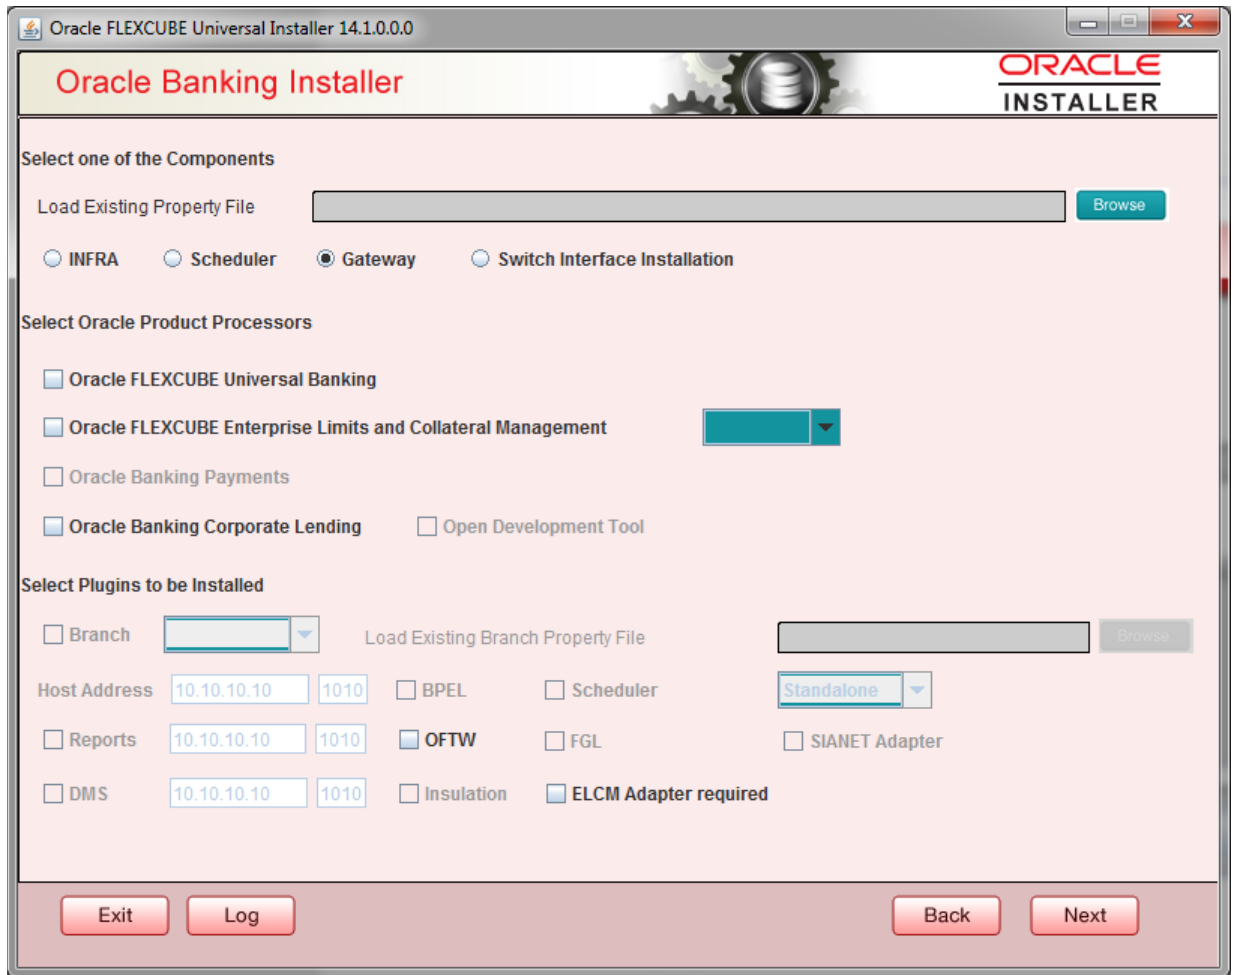 Oracle FLEXCUBE Universal Installer 14.1.0.0.0
Oracle Banking Installer
ORACLE
INSTALLER
Select one of the Components
Load Existing Property File Browse
INFRA Scheduler Gateway Switch Interface Installation
Select Oracle Product Processors
Oracle FLEXCUBE Universal Banking
Oracle FLEXCUBE Enterprise Limits and Collateral Management
Oracle Banking Payments
Oracle Banking Corporate Lending Open Development Tool
Select Plugins to be Installed
Branch Load Existing Branch Property File Browse
Host Address 10.10.10.10 1010 BPEL Scheduler Standalone
Reports 10.10.10.10 1010 OFTW FGL SIANET Adapter
DMS 10.10.10.10 1010 Insulation ELCM Adapter required
Exit Log Back Next